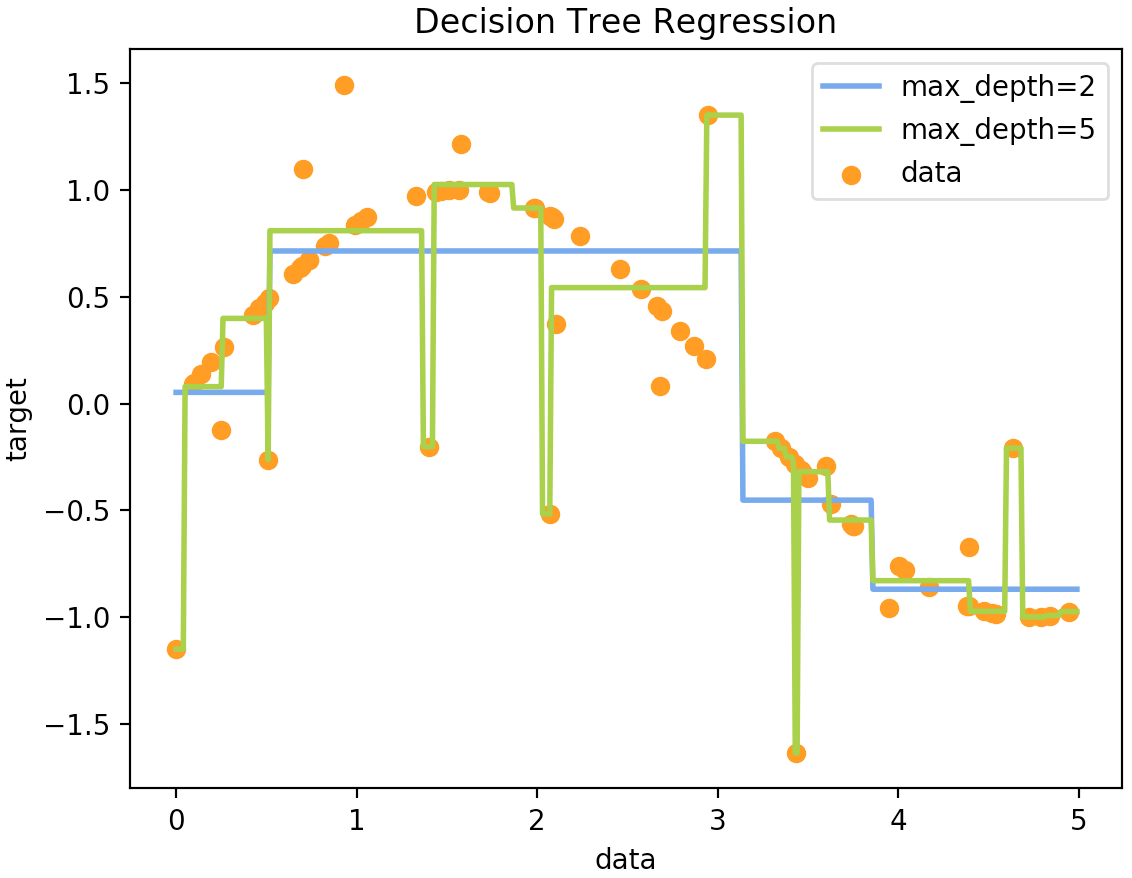 Decision Tree Regression
max_depth=2
max_depth=5
data
1.5
1.0
0.5
0.0
−0.5
−1.0
−1.5
target
0 1 2 3 4 5
data